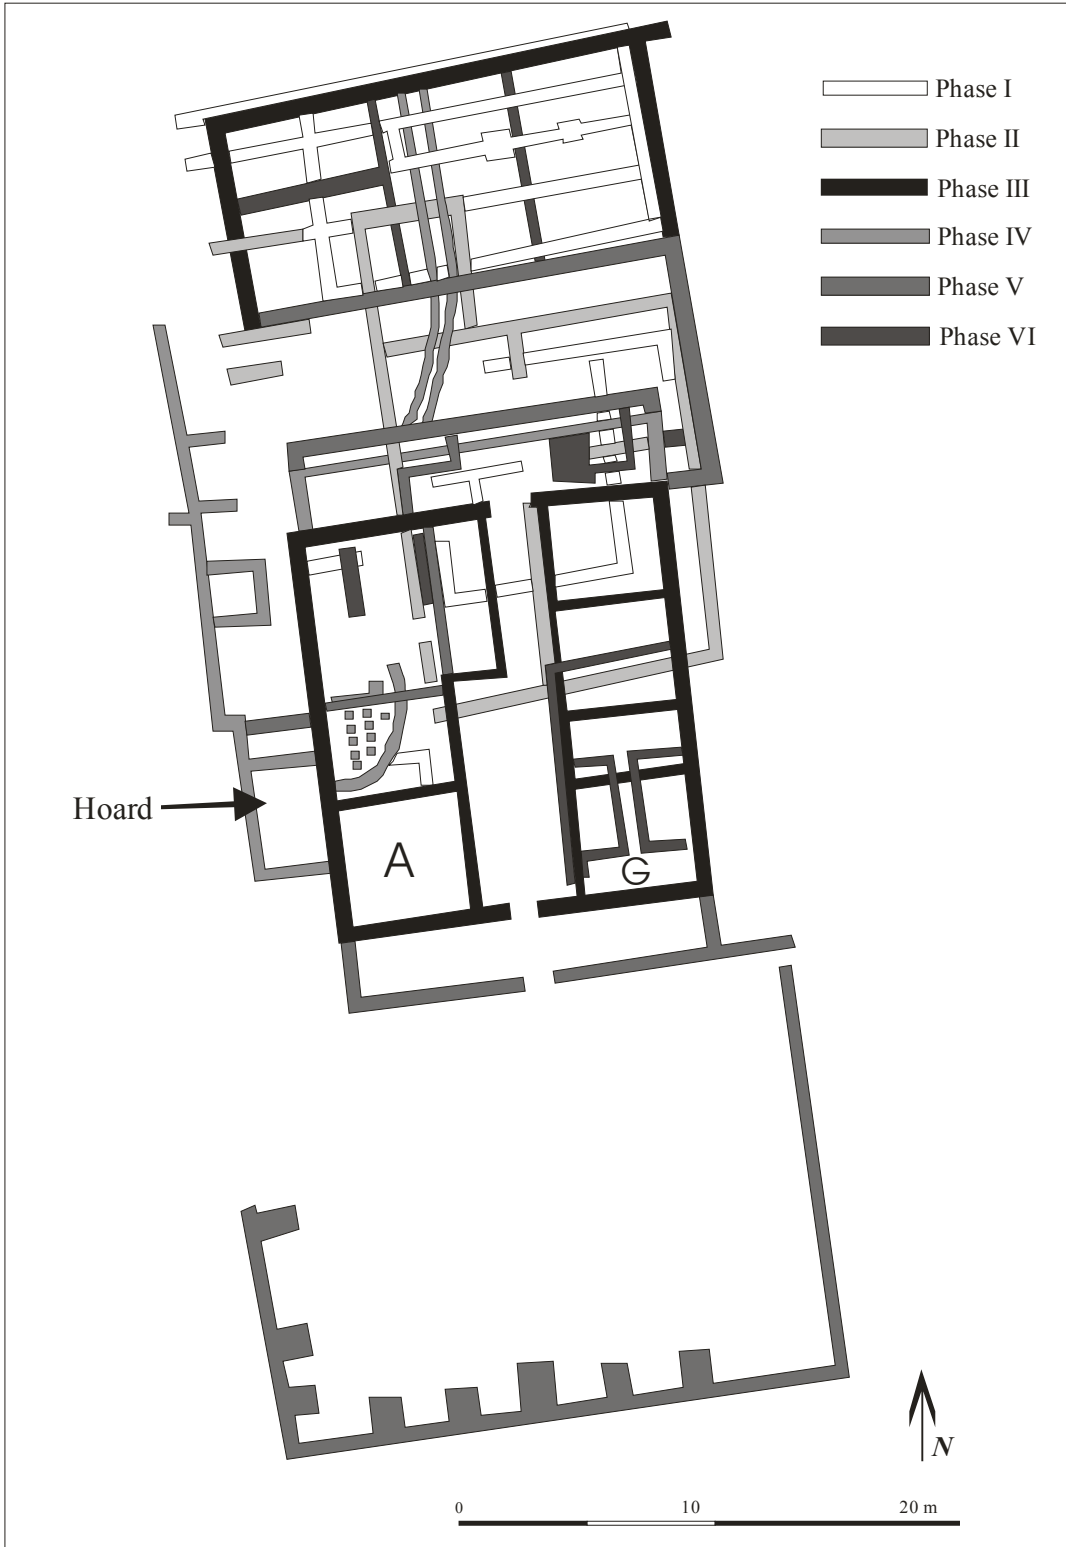 Phase I
Phase II
Phase III
Phase IV
Phase V
Phase VI
Hoard
A
G
N
0 10 20 m